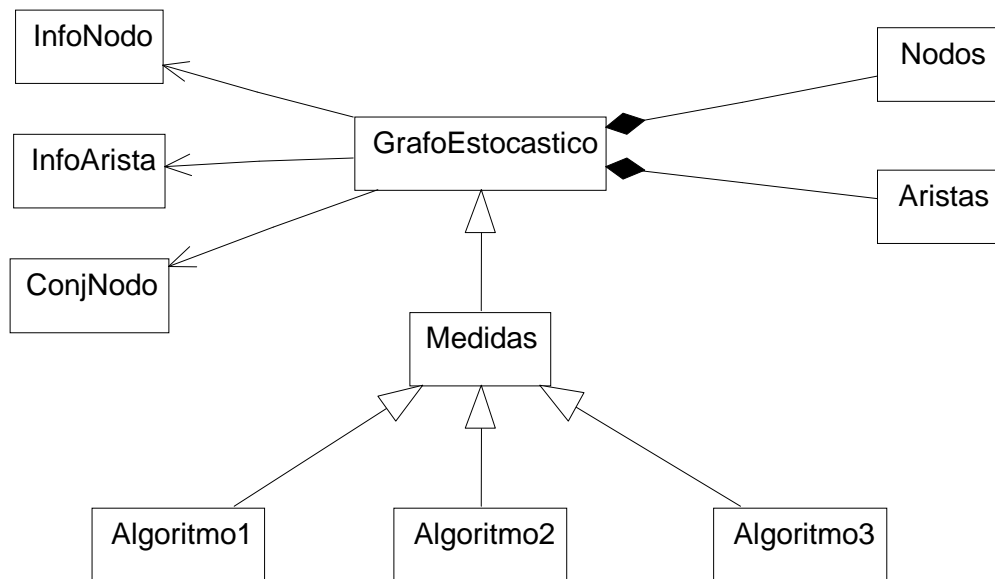 InfoNodo
Nodos
GrafoEstocastico
InfoArista
Aristas
ConjNodo
Medidas
Algoritmo1
Algoritmo2
Algoritmo3